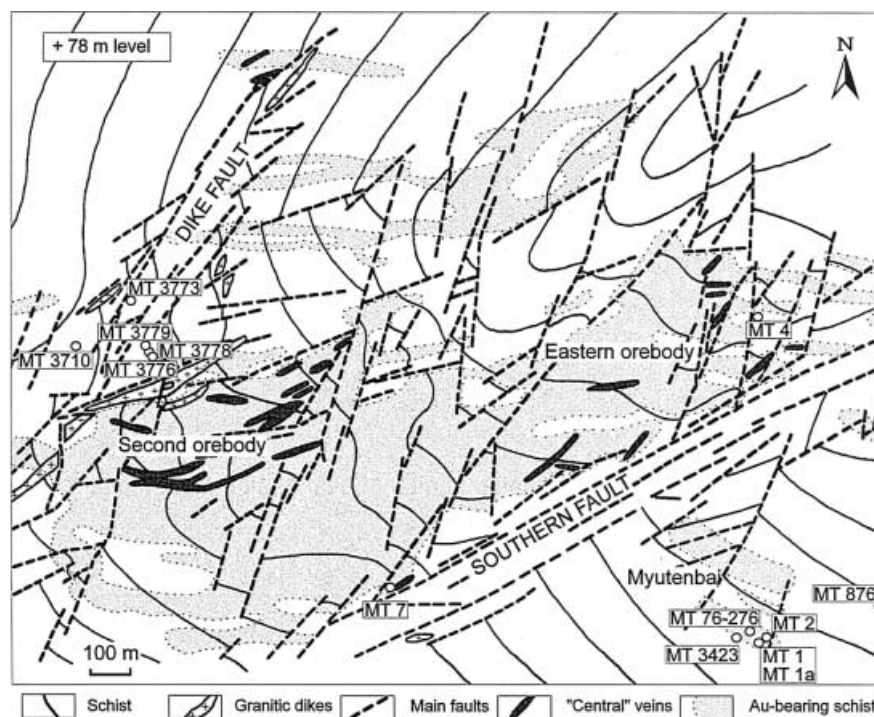 + 78 m level
N
DIKE FAULT
MT 3773
MT 3779
MT 3710
MT 3778
MT 3776
MT 4
Eastern orebody
Second orebody
SOUTHERN FAULT
MT 7
Myutenbai
MT 876
MT 76-276
MT 2
MT 3423
MT 1
MT 1a
100 m
Schist
Granitic dikes
Main faults
"Central" veins
Au-bearing schist